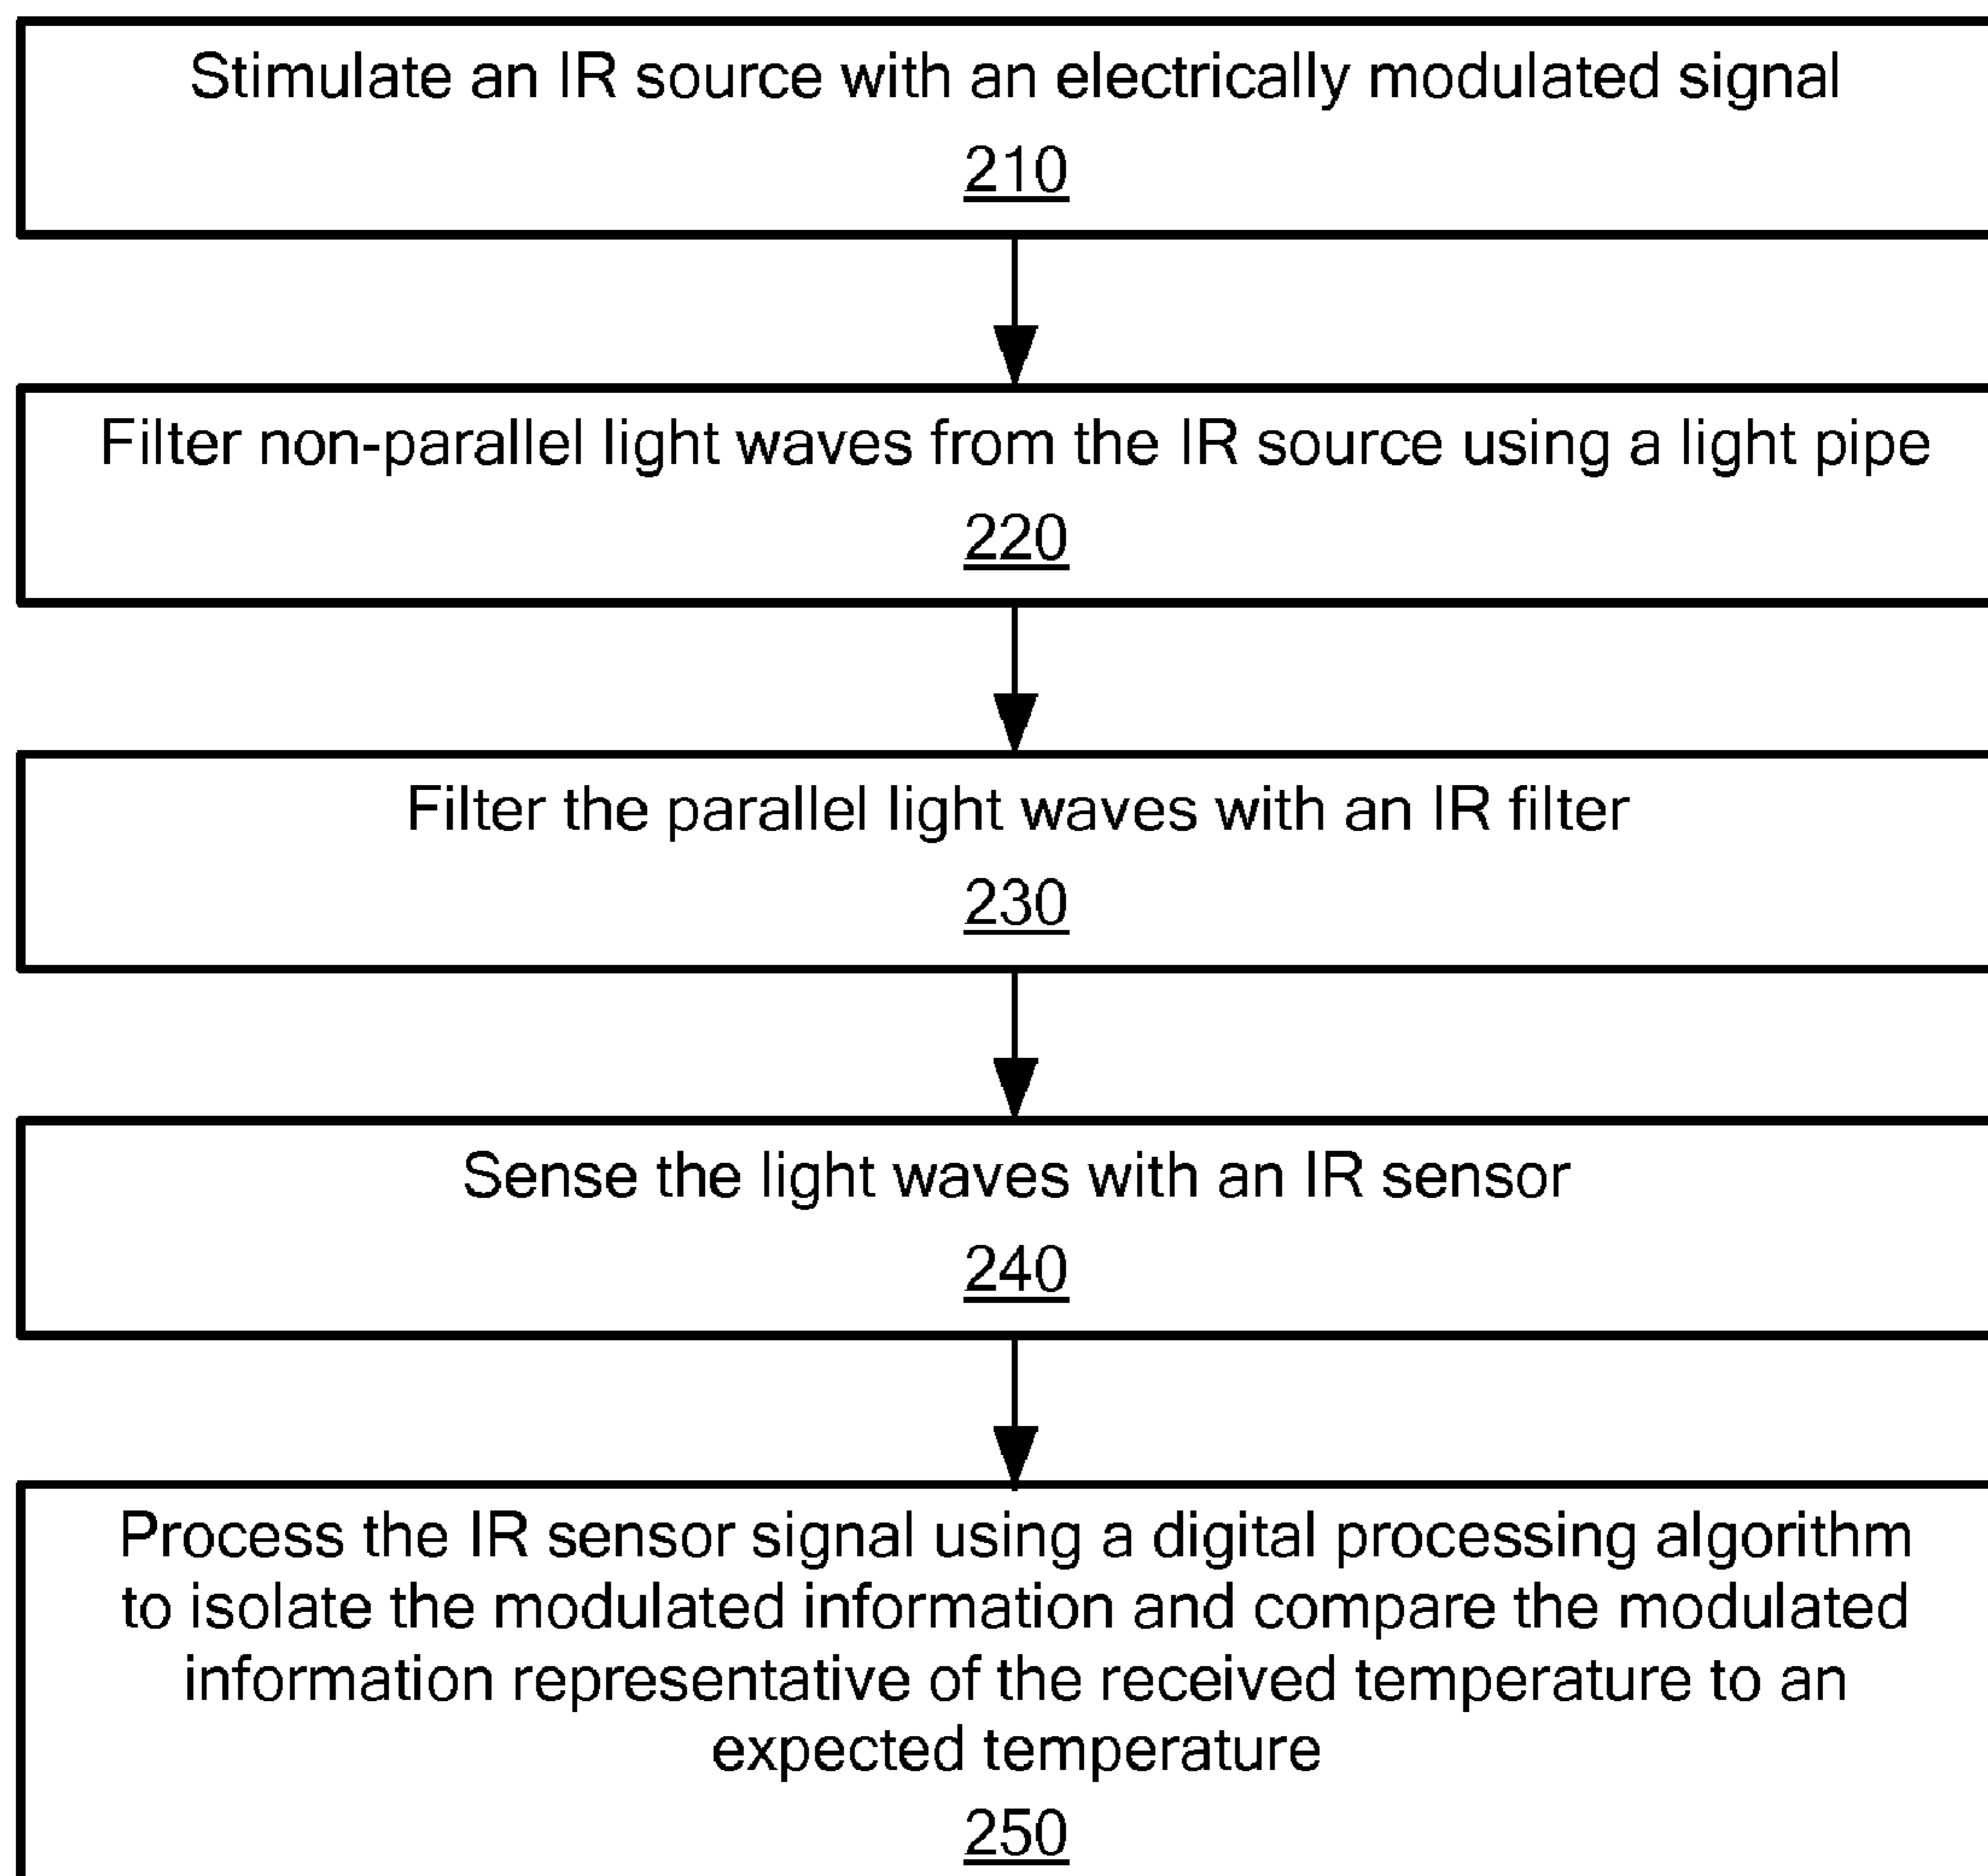 Stimulate an IR source with an electrically modulated signal
210
Filter non-parallel light waves from the IR source using a light pipe
220
Filter the parallel light waves with an IR filter
230
Sense the light waves with an IR sensor
240
Process the IR sensor signal using a digital processing algorithm
to isolate the modulated information and compare the modulated
information representative of the received temperature to an
expected temperature
250